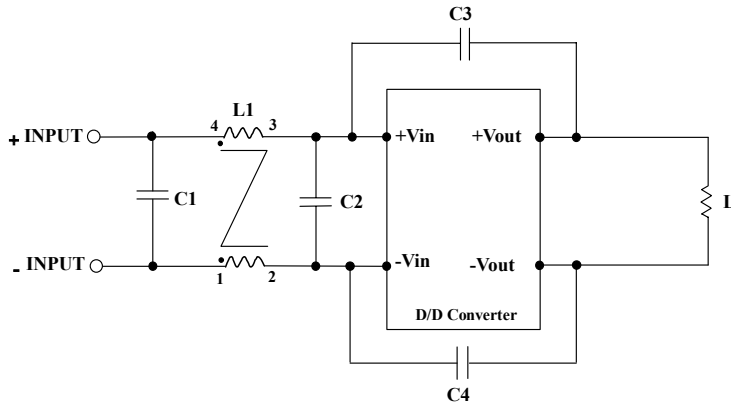 C3
L1
+ INPUT
4
3
+Vin
+Vout
C1
C2
L
- INPUT
1
2
-Vin
-Vout
D/D Converter
C4